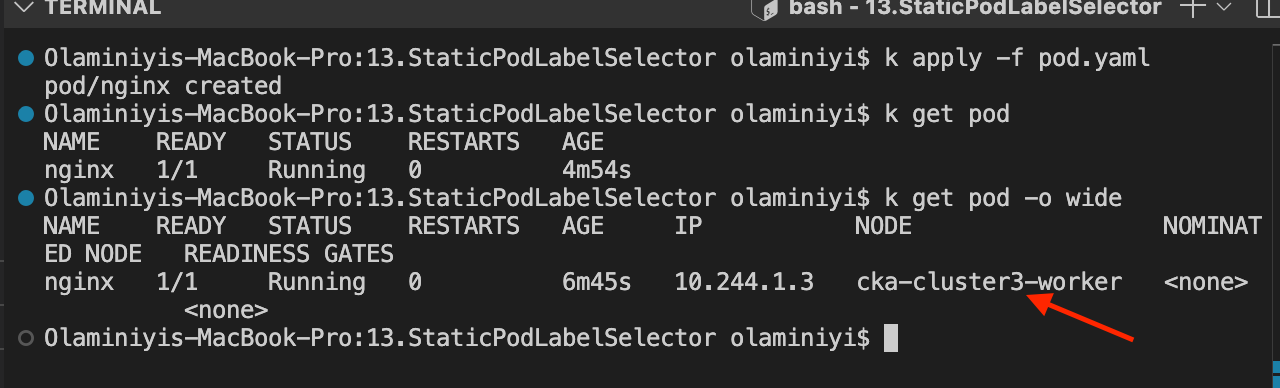 TERMINAL
bash - 13.StaticPodLabelSelector
Olaminiyis-MacBook-Pro:13.StaticPodLabelSelector olaminiyi$ k apply -f pod.yaml
pod/nginx created
Olaminiyis-MacBook-Pro:13.StaticPodLabelSelector olaminiyi$ k get pod
NAME    READY   STATUS    RESTARTS   AGE
nginx   1/1     Running   0          4m54s
Olaminiyis-MacBook-Pro:13.StaticPodLabelSelector olaminiyi$ k get pod -o wide
NAME    READY   STATUS    RESTARTS   AGE     IP           NODE                  NOMINAT
ED NODE   READINESS GATES
nginx   1/1     Running   0          6m45s   10.244.1.3   cka-cluster3-worker   <none>
          <none>
Olaminiyis-MacBook-Pro:13.StaticPodLabelSelector olaminiyi$